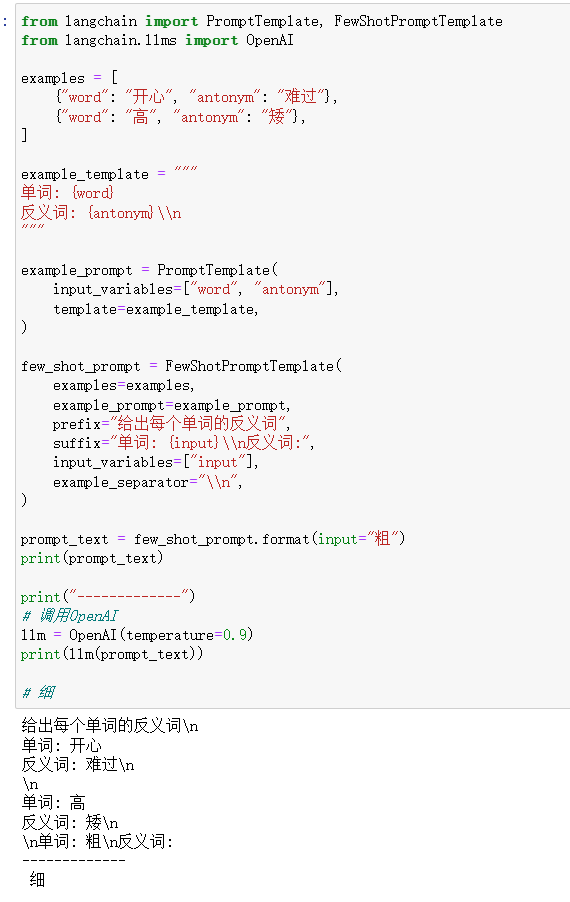 :
from langchain import PromptTemplate, FewShotPromptTemplate
from langchain.llms import OpenAI
examples = [
    {"word": "开心", "antonym": "难过"},
    {"word": "高", "antonym": "矮"},
]
example_template = """
单词: {word}
反义词: {antonym}\\n
"""
example_prompt = PromptTemplate(
    input_variables=["word", "antonym"],
    template=example_template,
)
few_shot_prompt = FewShotPromptTemplate(
    examples=examples,
    example_prompt=example_prompt,
    prefix="给出每个单词的反义词",
    suffix="单词: {input}\\n反义词:",
    input_variables=["input"],
    example_separator="\\n",
)
prompt_text = few_shot_prompt.format(input="粗")
print(prompt_text)
print("-------------")
# 调用OpenAI
llm = OpenAI(temperature=0.9)
print(llm(prompt_text))
# 细
给出每个单词的反义词\n
单词: 开心
反义词: 难过\n
\n
单词: 高
反义词: 矮\n
\n单词: 粗\n反义词:
-------------
 细